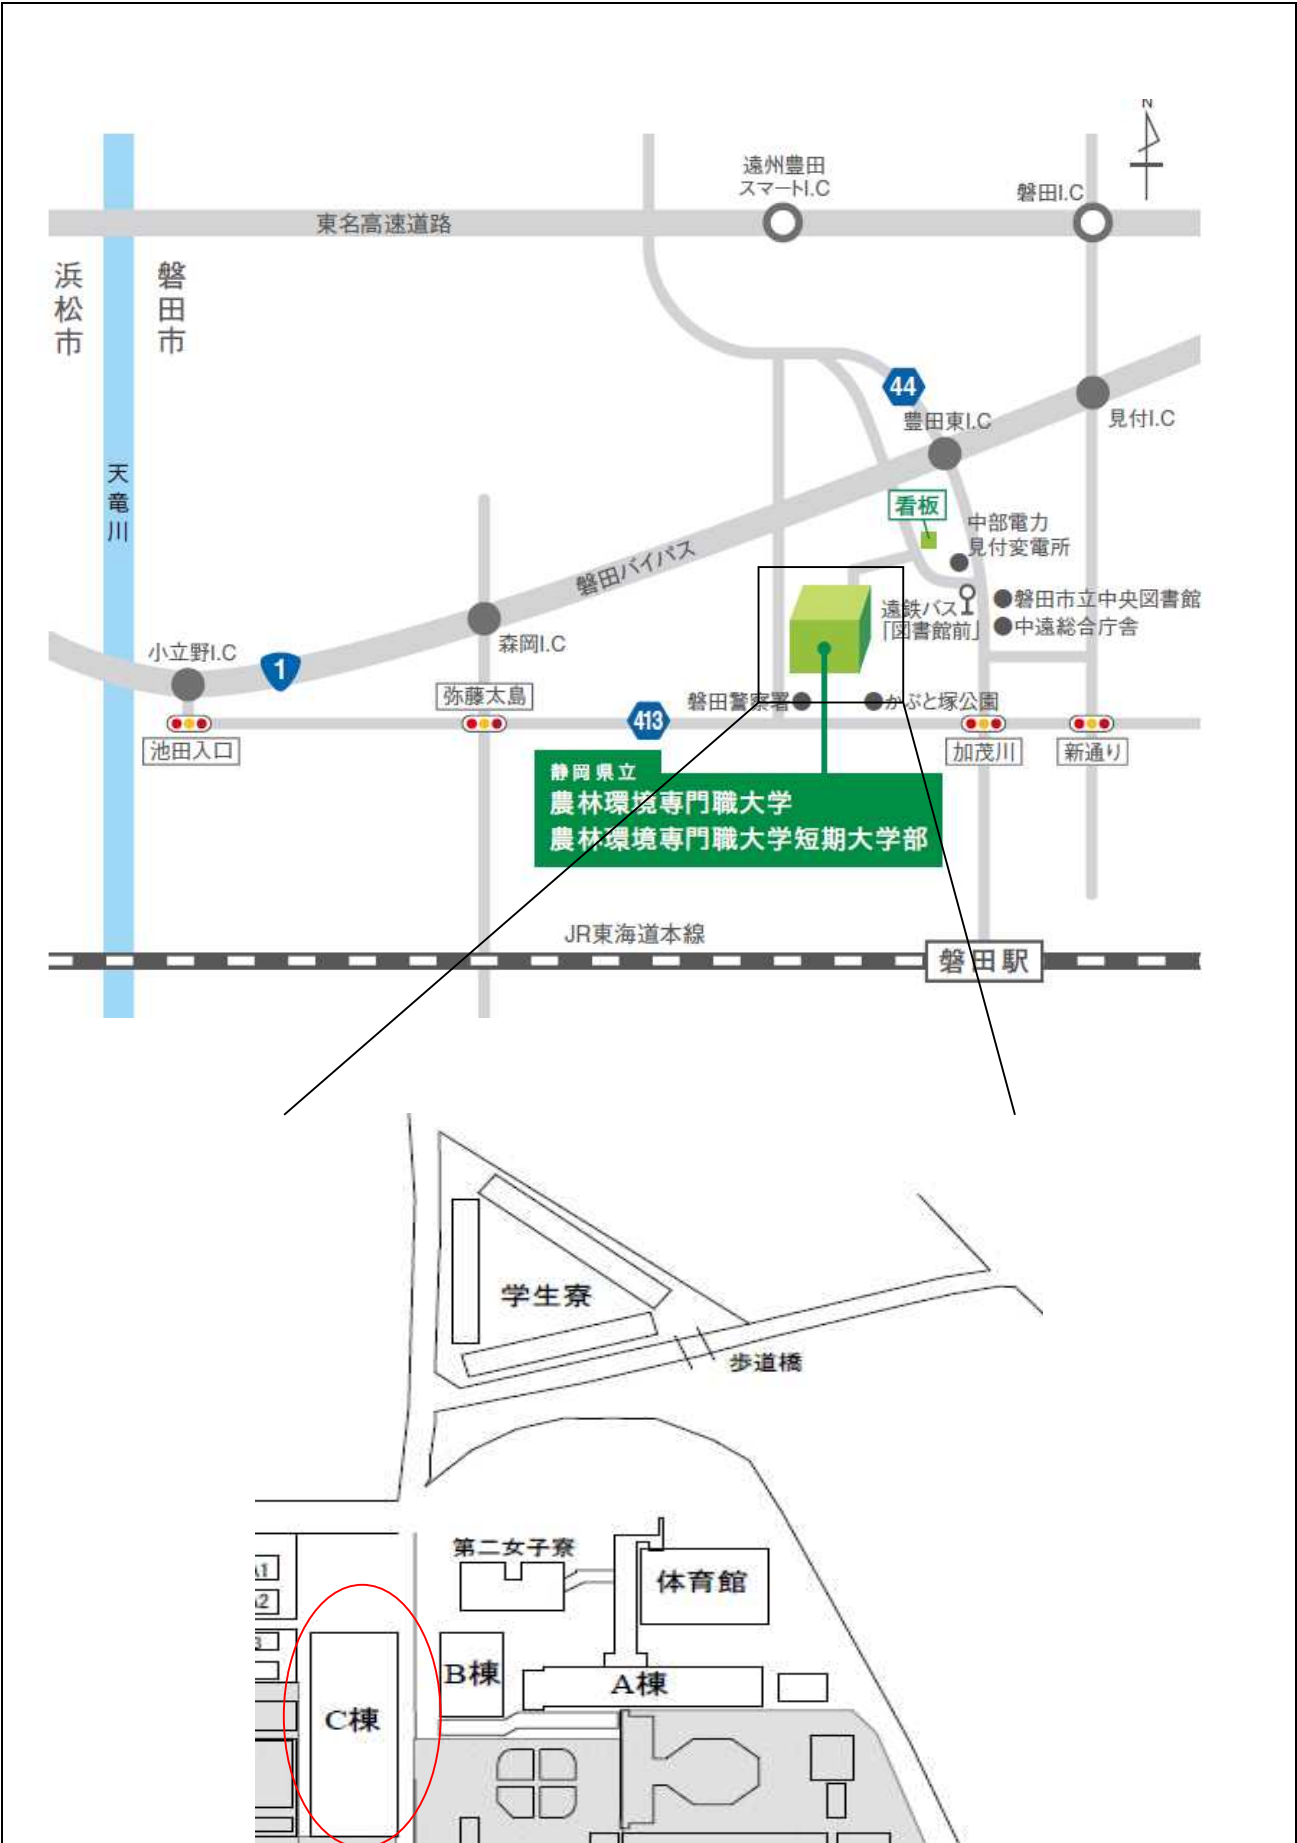 N
遠州豊田
スマートI.C
磐田I.C
東名高速道路
浜松市
磐田市
44
豊田東I.C
見付I.C
天竜川
看板
中部電力
見付変電所
磐田バイパス
遠鉄バス
「図書館前」
●磐田市立中央図書館
●中遠総合庁舎
小立野I.C
1
森岡I.C
弥藤太島
磐田警察署●
●かぶと塚公園
413
池田入口
加茂川
新通り
静岡県立
農林環境専門職大学
農林環境専門職大学短期大学部
JR東海道本線
磐田駅
学生寮
歩道橋
第二女子寮
体育館
A1
A2
B棟
A棟
C棟